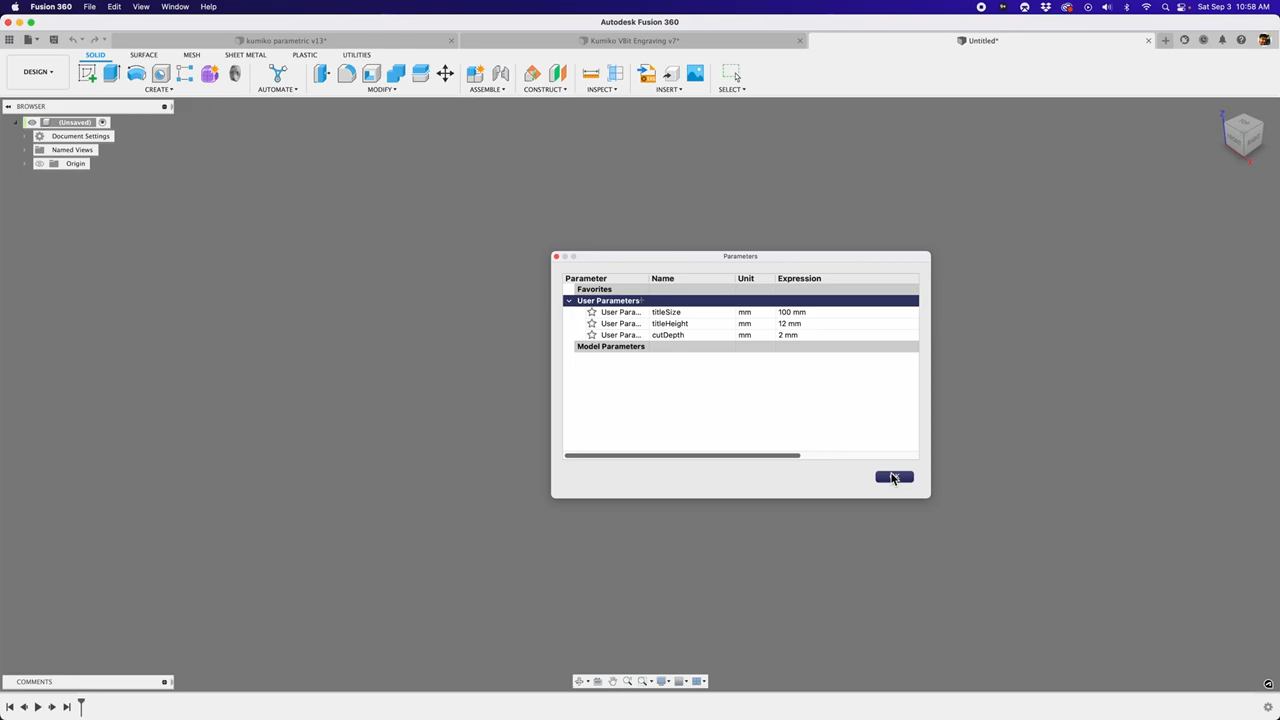 Fusion 360 File Edit View Window Help Sat Sep 3 10:58 AM
Autodesk Fusion 360
kumiko parametric v13* Kumiko VBit Engraving v7* Untitled*
SOLID SURFACE MESH SHEET METAL PLASTIC UTILITIES
DESIGN
CREATE AUTOMATE MODIFY ASSEMBLE CONSTRUCT INSPECT INSERT SELECT
BROWSER
(Unsaved)
Document Settings
Named Views
Origin
Parameters
Parameter Name Unit Expression
Favorites
User Parameters
User Para... titleSize mm 100 mm
User Para... titleHeight mm 12 mm
User Para... cutDepth mm 2 mm
Model Parameters
COMMENTS